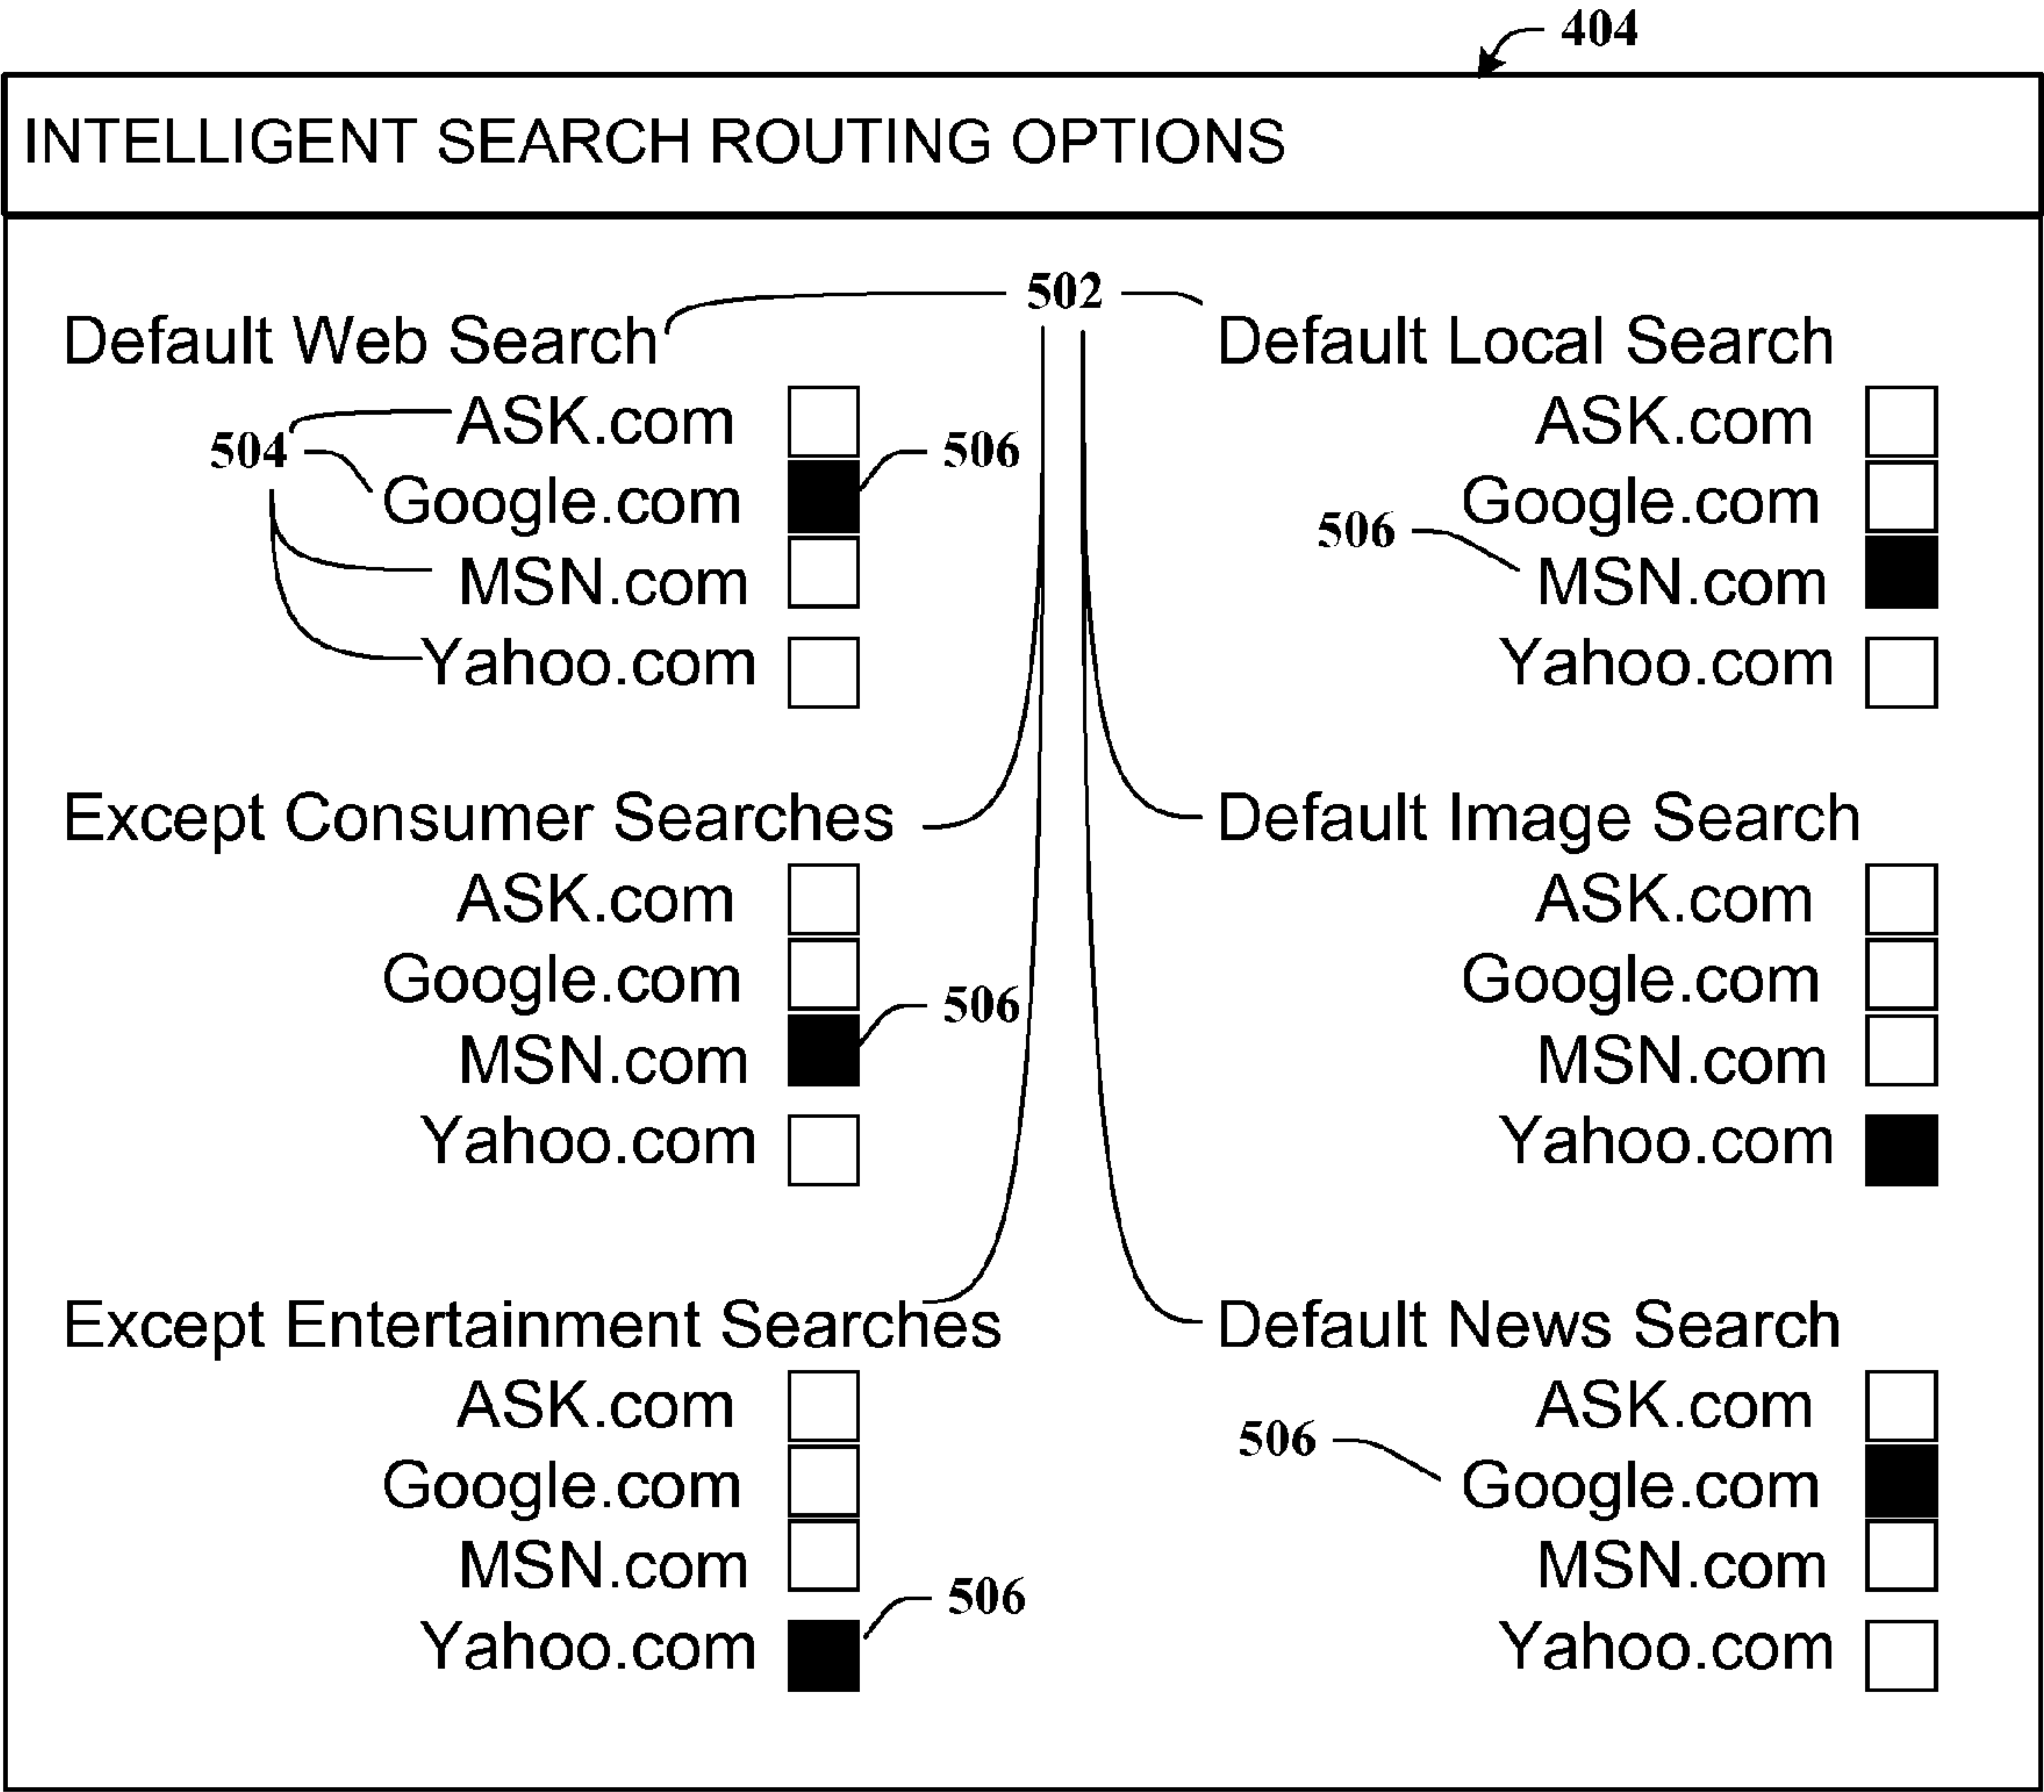 404
INTELLIGENT SEARCH ROUTING OPTIONS
502
Default Web Search
ASK.com
504
506
Google.com
MSN.com
Yahoo.com
Default Local Search
ASK.com
Google.com
506
MSN.com
Yahoo.com
Except Consumer Searches
ASK.com
Google.com
506
MSN.com
Yahoo.com
Default Image Search
ASK.com
Google.com
MSN.com
Yahoo.com
Except Entertainment Searches
ASK.com
Google.com
MSN.com
506
Yahoo.com
Default News Search
ASK.com
506
Google.com
MSN.com
Yahoo.com